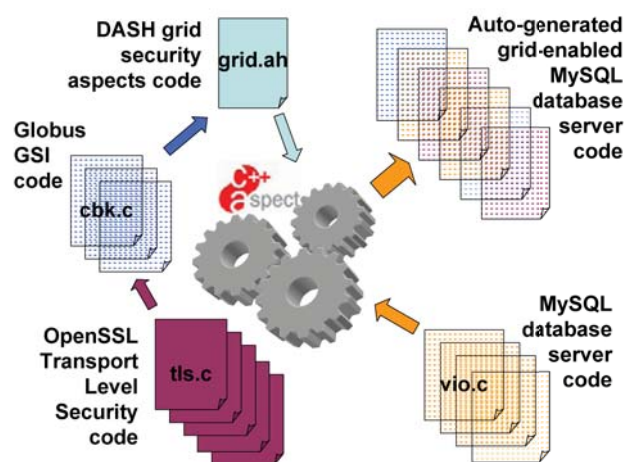 DASH grid
security
aspects code
grid.ah
Auto-generated
grid-enabled
MySQL
database
server
code
Globus
GSI
code
cbk.c
c++
aspect
OpenSSL
Transport
Level
Security
code
tls.c
MySQL
database
server
code
vio.c